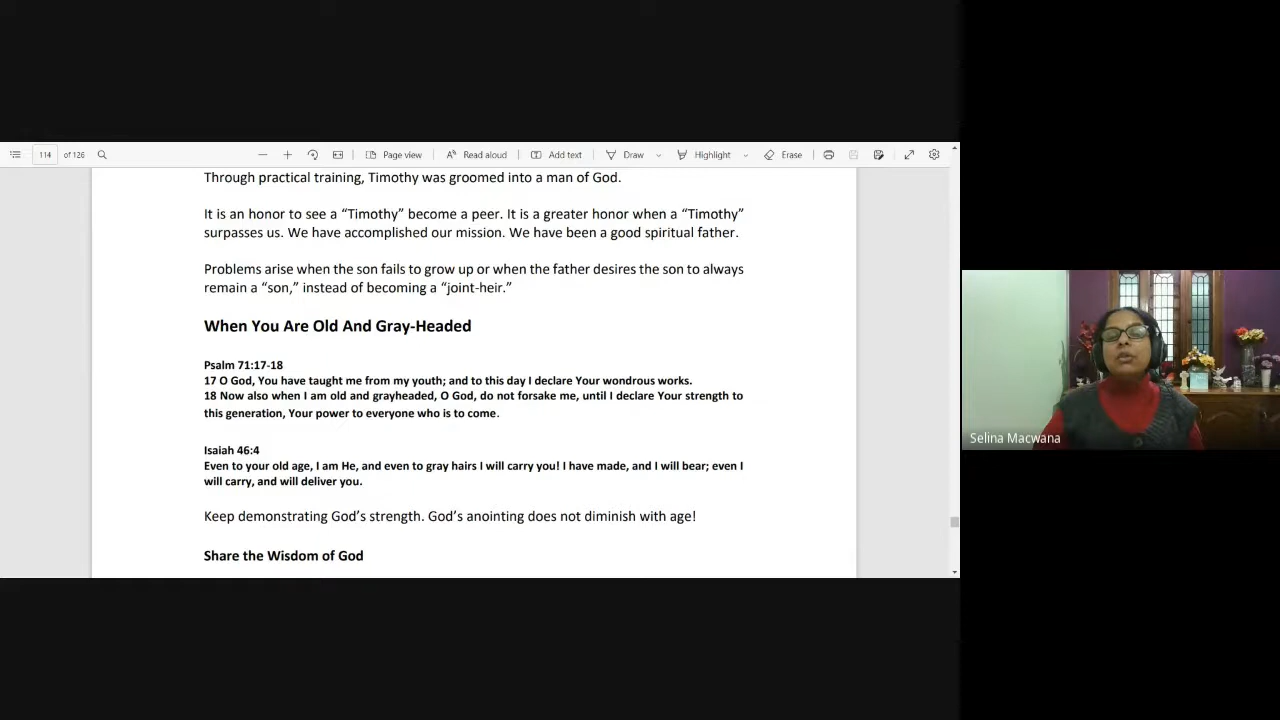 114 of 126 Page view Read aloud Add text Draw Highlight Erase
Through practical training, Timothy was groomed into a man of God.
It is an honor to see a “Timothy” become a peer. It is a greater honor when a “Timothy”
surpasses us. We have accomplished our mission. We have been a good spiritual father.
Problems arise when the son fails to grow up or when the father desires the son to always
remain a “son,” instead of becoming a “joint-heir.”
When You Are Old And Gray-Headed
Psalm 71:17-18
17 O God, You have taught me from my youth; and to this day I declare Your wondrous works.
18 Now also when I am old and grayheaded, O God, do not forsake me, until I declare Your strength to
this generation, Your power to everyone who is to come.
Isaiah 46:4
Even to your old age, I am He, and even to gray hairs I will carry you! I have made, and I will bear; even I
will carry, and will deliver you.
Keep demonstrating God’s strength. God’s anointing does not diminish with age!
Share the Wisdom of God
Selina Macwana